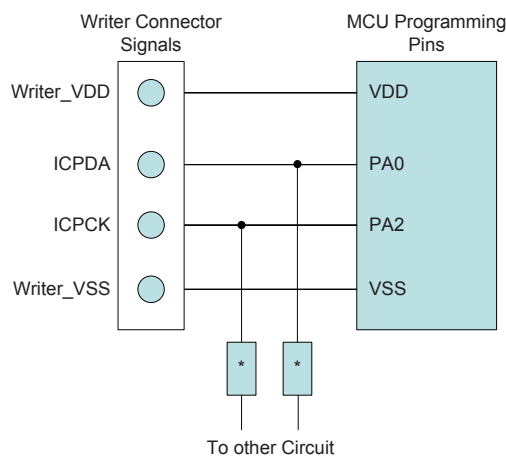 Writer Connector
Signals
MCU Programming
Pins
Writer_VDD
VDD
ICPDA
PA0
ICPCK
PA2
Writer_VSS
VSS
* *
To other Circuit